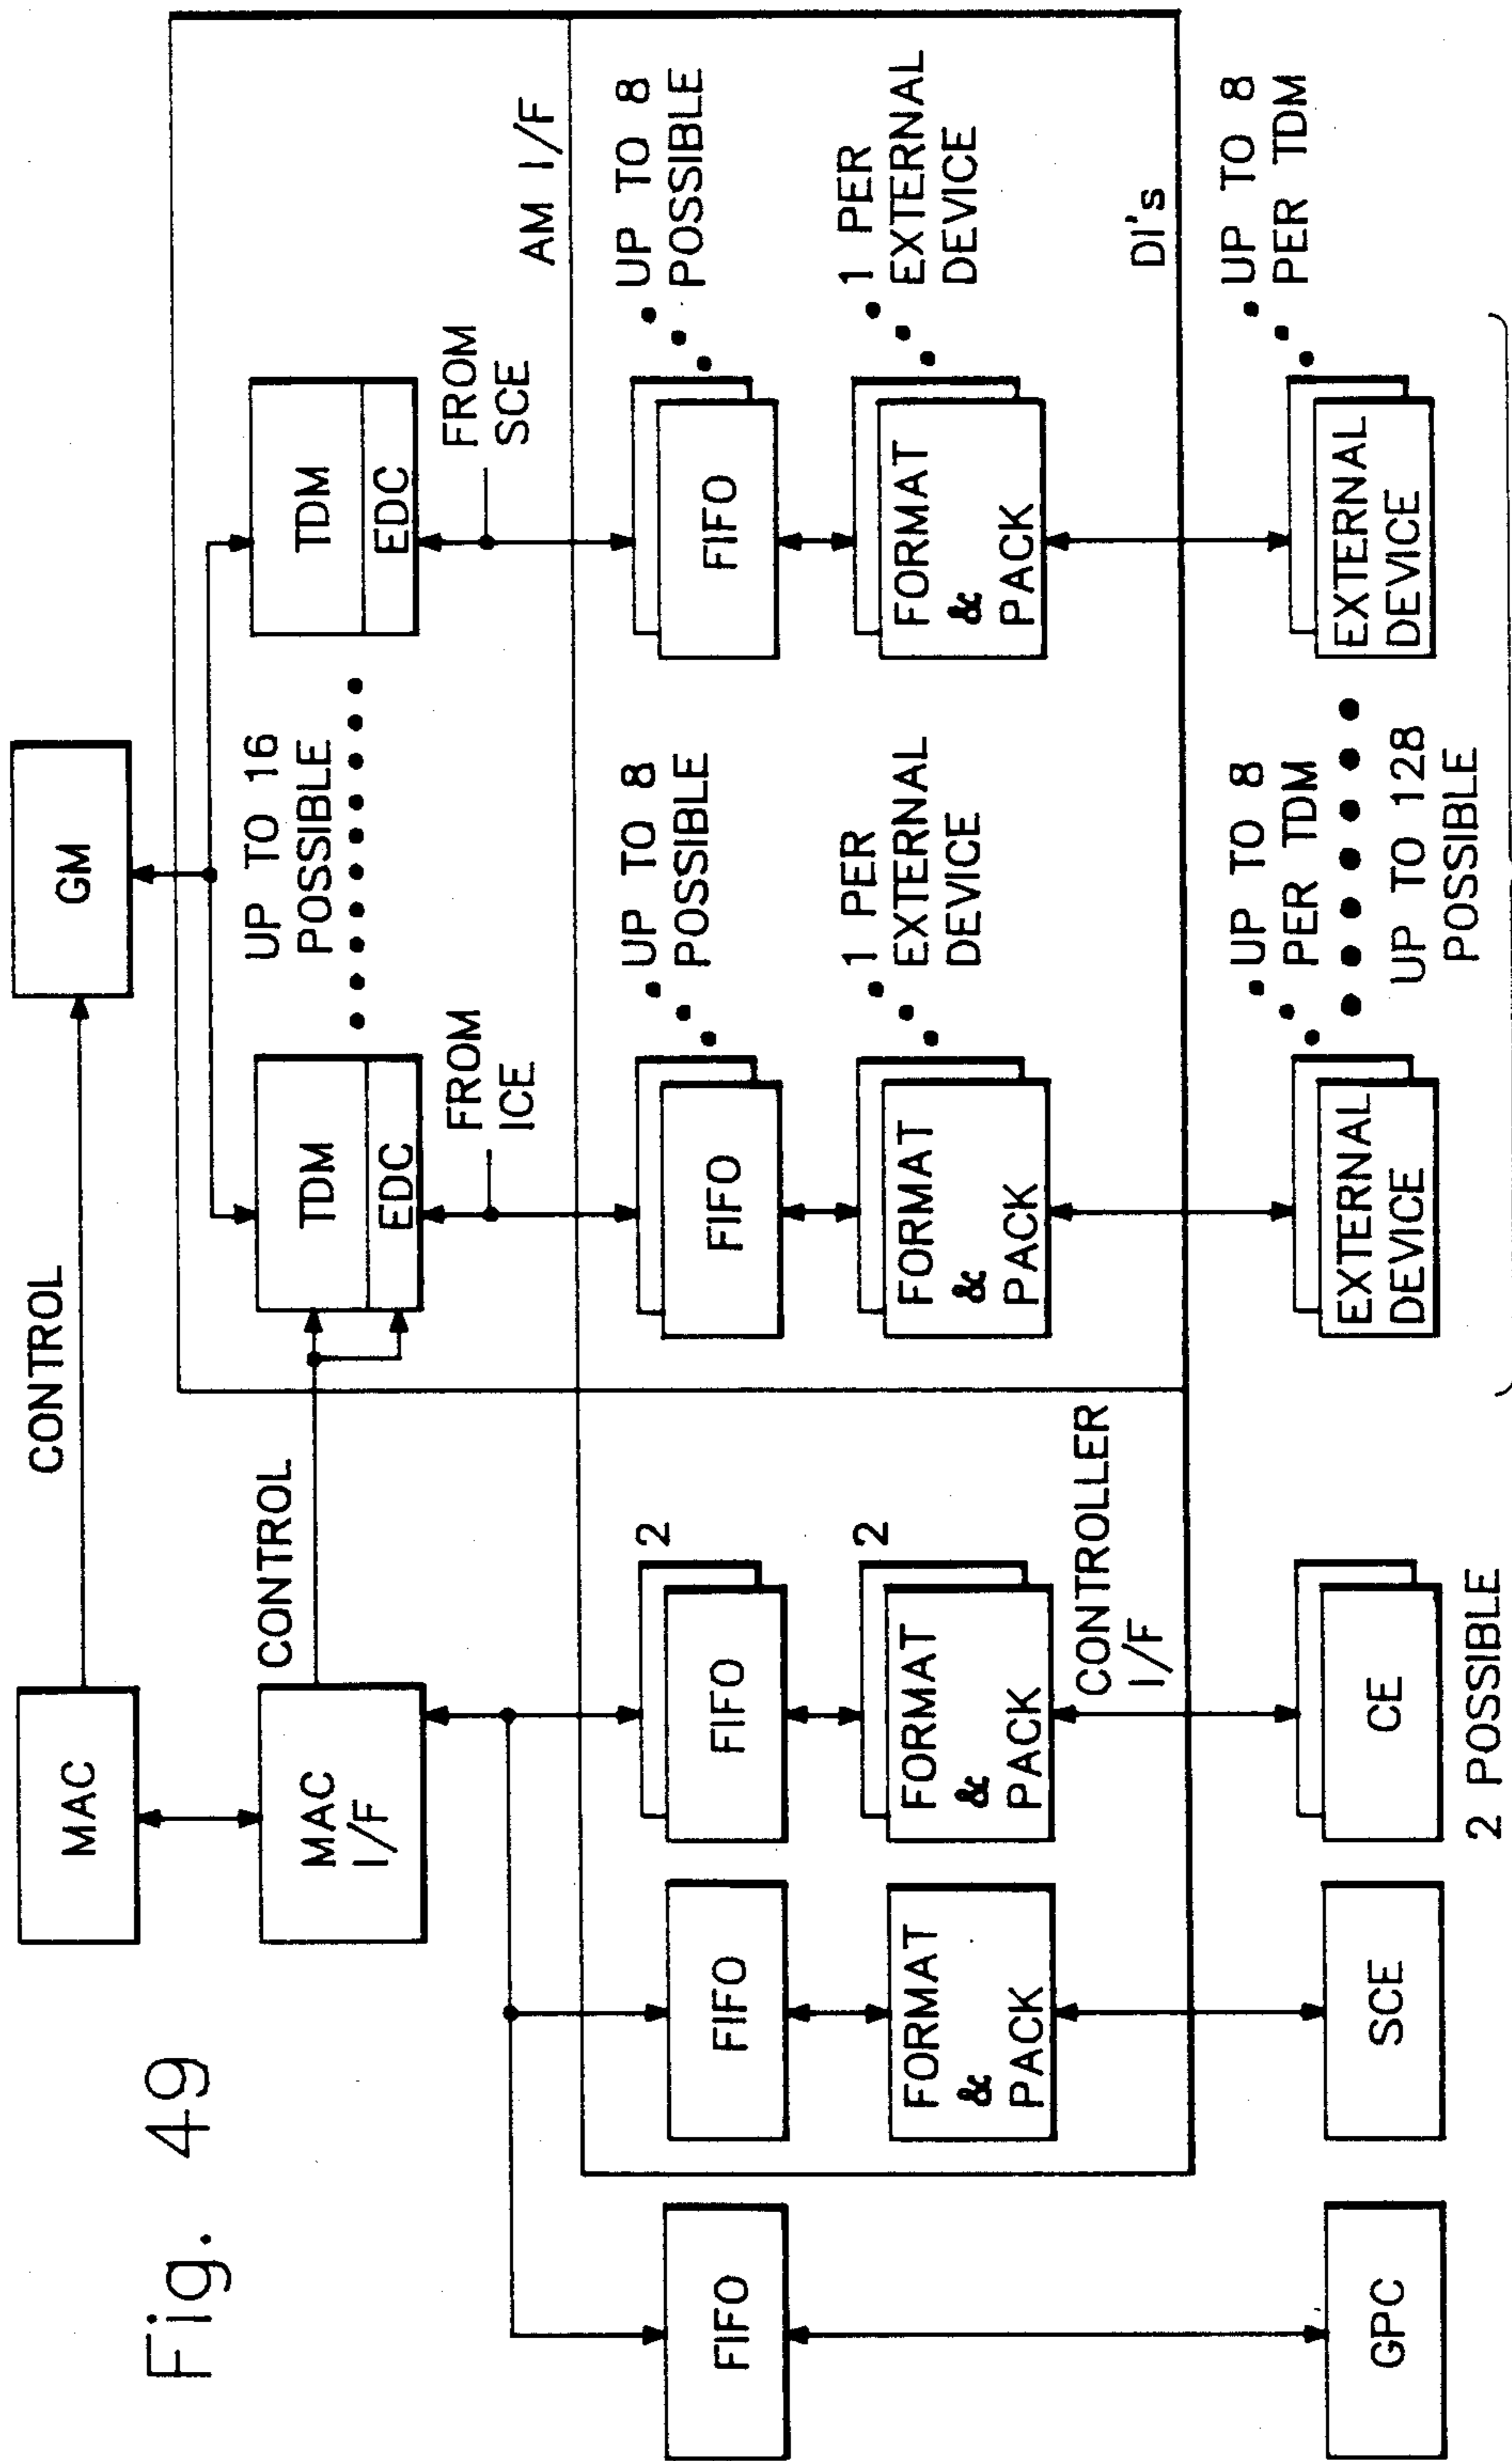 Fig. 49
MAC
CONTROL
GM
MAC
I/F
CONTROL
TDM
EDC
UP TO 16
POSSIBLE
TDM
EDC
FROM
ICE
FROM
SCE
AM I/F
FIFO
FIFO
FIFO
2
FIFO
UP TO 8
POSSIBLE
FIFO
UP TO 8
POSSIBLE
FORMAT
&
PACK
FORMAT
&
PACK
2
FORMAT
&
PACK
1 PER
EXTERNAL
DEVICE
FORMAT
&
PACK
1 PER
EXTERNAL
DEVICE
CONTROLLER
I/F
DI's
GPC
SCE
CE
2 POSSIBLE
EXTERNAL
DEVICE
UP TO 8
PER TDM
EXTERNAL
DEVICE
UP TO 8
PER TDM
UP TO 128
POSSIBLE